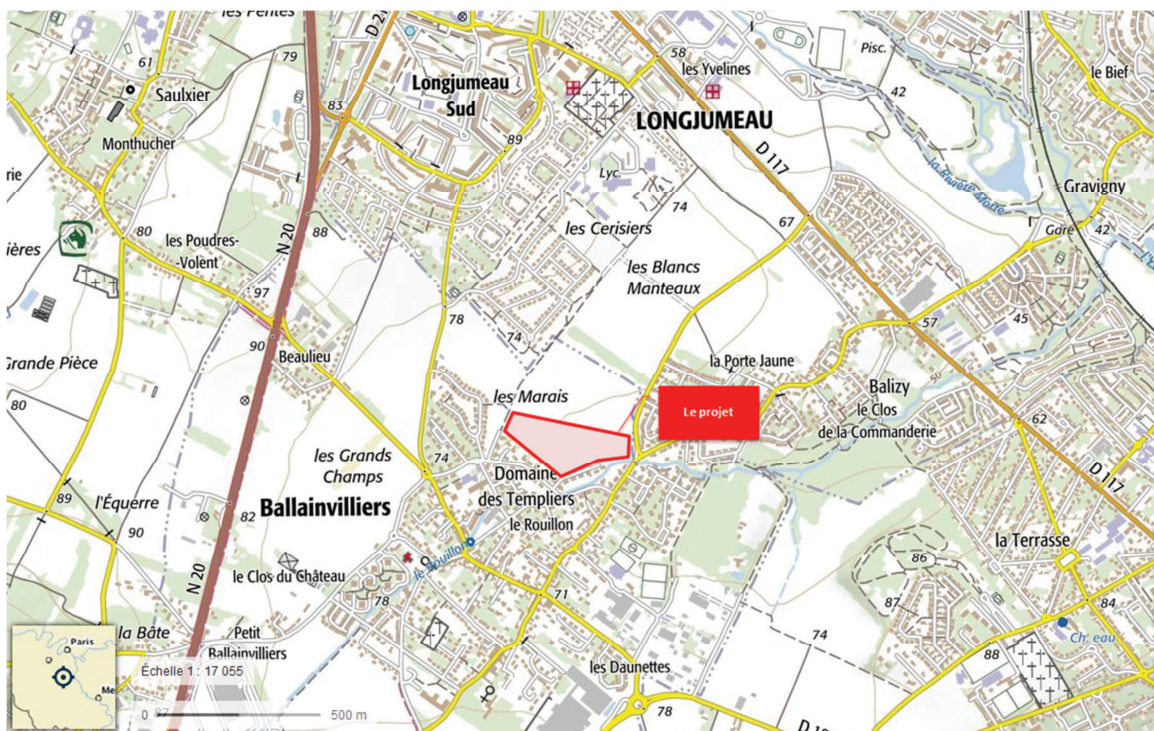 les Pentes
79
D 21
61
Saulxier
Monthucher
83
Longjumeau
Sud
89
58
les Yvelines
LONGJUMEAU
D 117
Pisc.
le Bief
42
la Rivière Morte
Gravigny
Gare
42
Lyc.
74
67
les Cerisiers
les Blancs
Manteaux
80
les Poudres-
-Volent
N 20
88
97
90
Beaulieu
78
74
Grande Pièce
80
les Marais
la Porte Jaune
57
45
50
Balizy
le Clos
de la Commanderie
62
Le projet
les Grands
Champs
74
Domaine
des Templiers
le Rouillon
Ballainvilliers
l'Équerre
89
90
82
N 20
le Clos du Château
le Rouillon
78
71
D 117
la Terrasse
86
87
84
Ch. eau
88
74
la Bâte
Petit
Ballainvilliers
les Daunettes
78
Paris
Me
Échelle 1 : 17 055
0
500 m